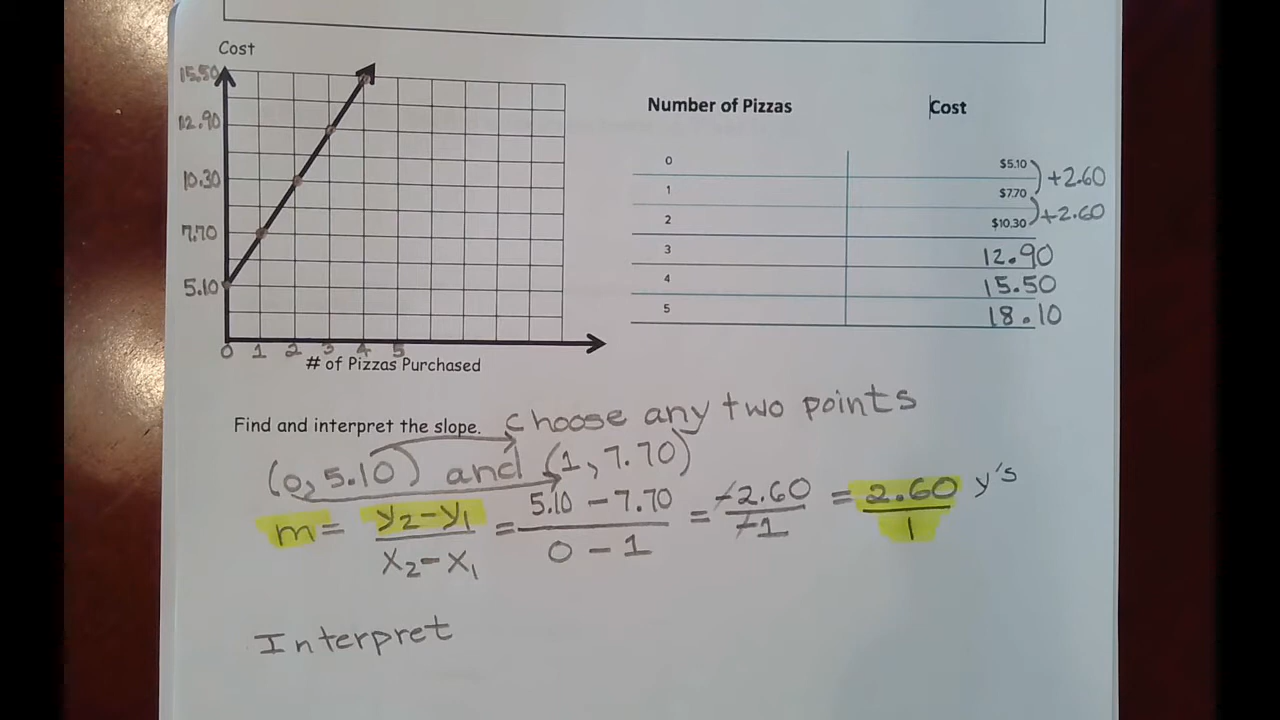 Cost
15.50
12.90
10.30
7.70
5.10
0 1 2 3 4 5
# of Pizzas Purchased
Number of Pizzas Cost
0 $5.10
+2.60
1 $7.70
+2.60
2 $10.30
3 12.90
4 15.50
5 18.10
Find and interpret the slope. choose any two points
(0, 5.10) and (1, 7.70)
m = y₂-y₁ / x₂-x₁ = 5.10 - 7.70 / 0 - 1 = -2.60 / -1 = 2.60 / 1 y's
Interpret